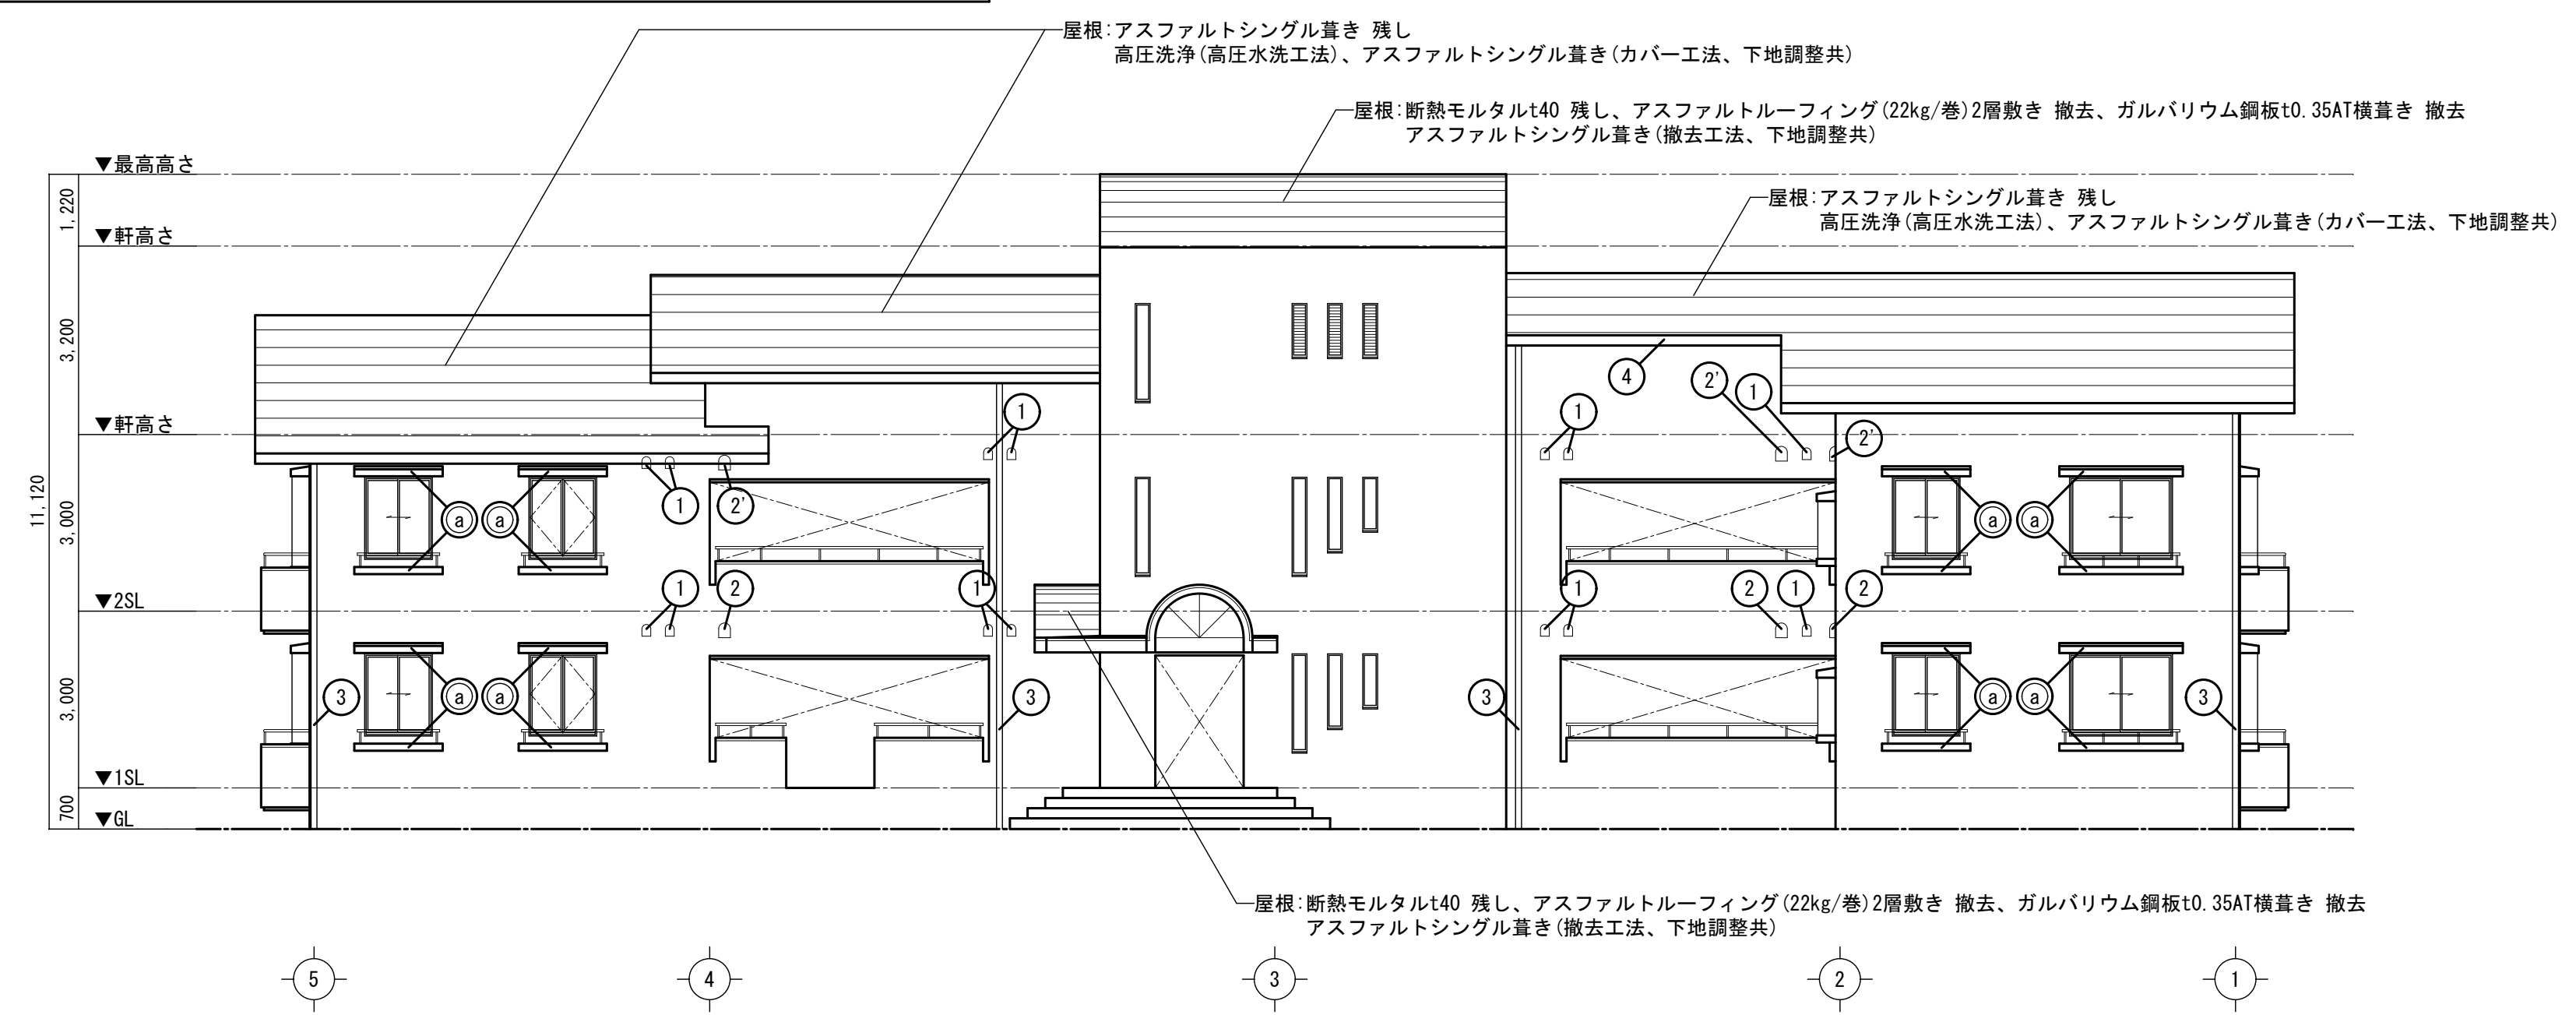 屋根:アスファルトシングル葺き 残し
高圧洗浄(高圧水洗工法)、アスファルトシングル葺き(カバー工法、下地調整共)
屋根:断熱モルタルt40 残し、アスファルトルーフィング(22kg/巻)2層敷き 撤去、ガルバリウム鋼板t0.35AT横葺き 撤去
アスファルトシングル葺き(撤去工法、下地調整共)
▼最高高さ
屋根:アスファルトシングル葺き 残し
高圧洗浄(高圧水洗工法)、アスファルトシングル葺き(カバー工法、下地調整共)
1,220
▼軒高さ
3,200
4
2'
1
1
1
▼軒高さ
2'
11,120
3,000
1
2'
a
a
a
a
▼2SL
1
2
1
1
2
1
2
3,000
3
a
a
3
3
a
a
3
▼1SL
700
▼GL
屋根:断熱モルタルt40 残し、アスファルトルーフィング(22kg/巻)2層敷き 撤去、ガルバリウム鋼板t0.35AT横葺き 撤去
アスファルトシングル葺き(撤去工法、下地調整共)
5
4
3
2
1